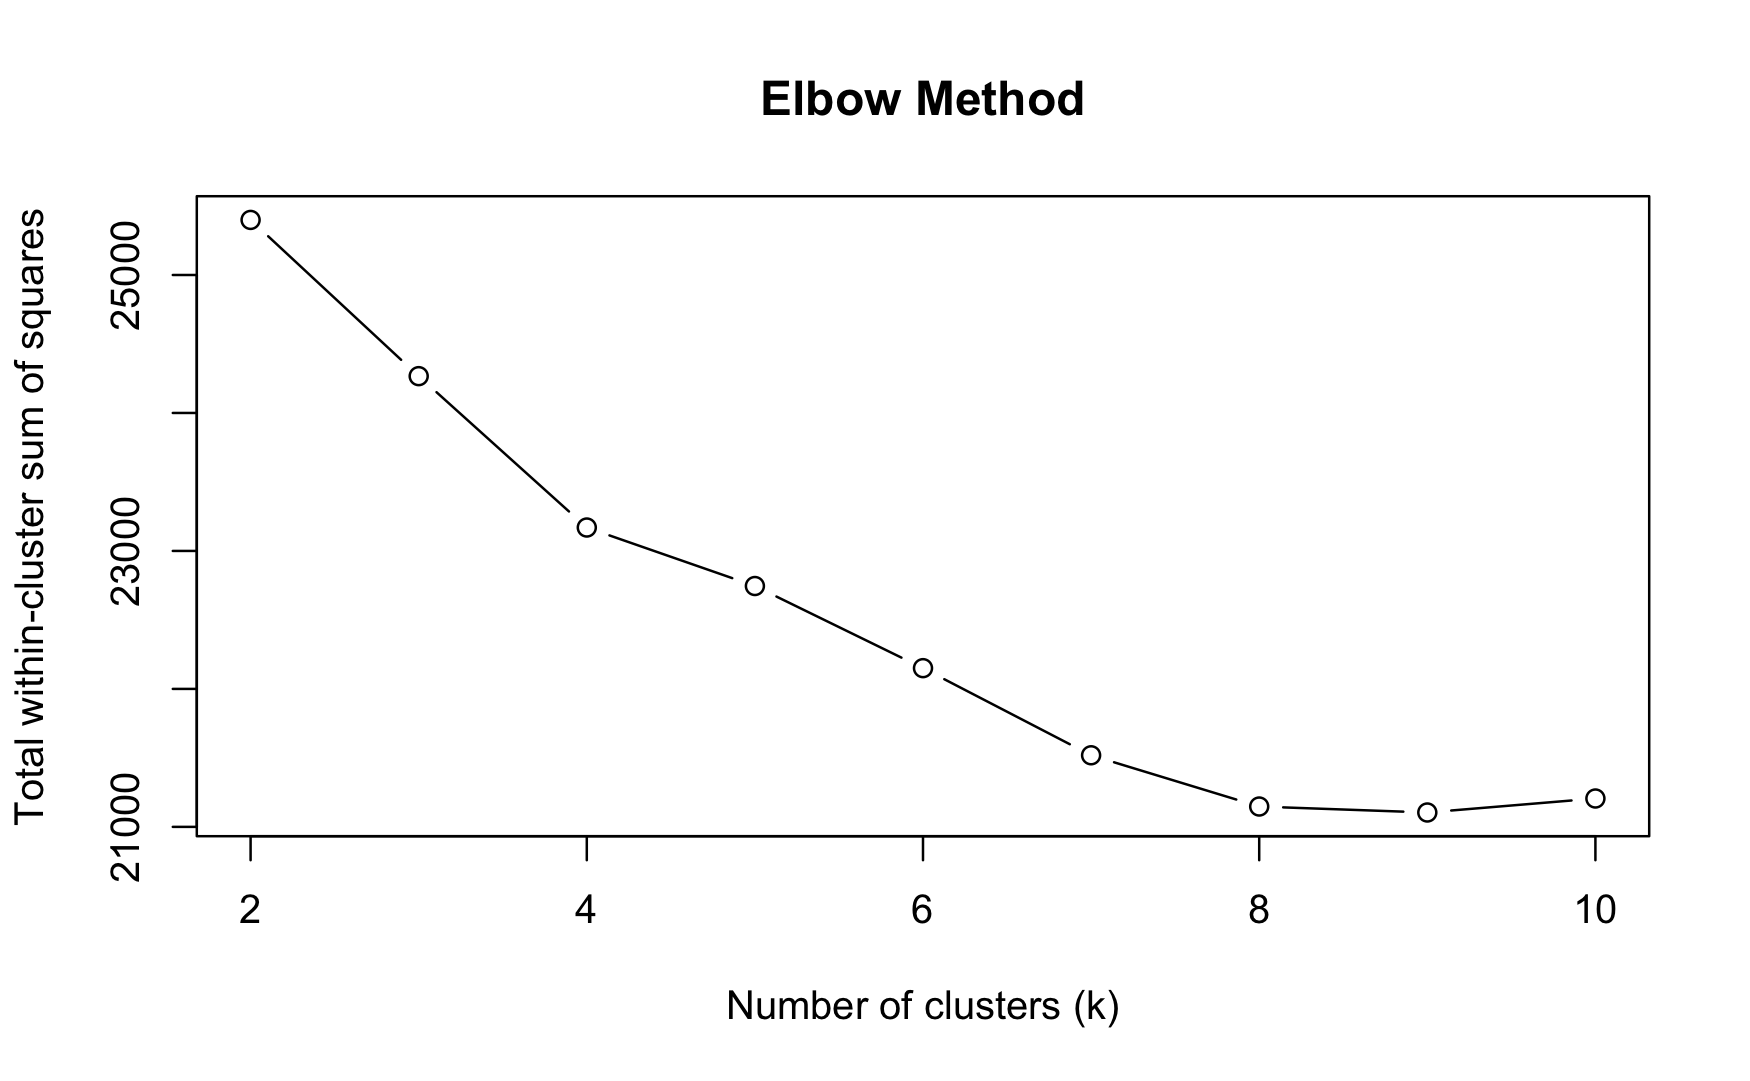 Elbow Method
Total within-cluster sum of squares
25000
23000
21000
2 4 6 8 10
Number of clusters (k)